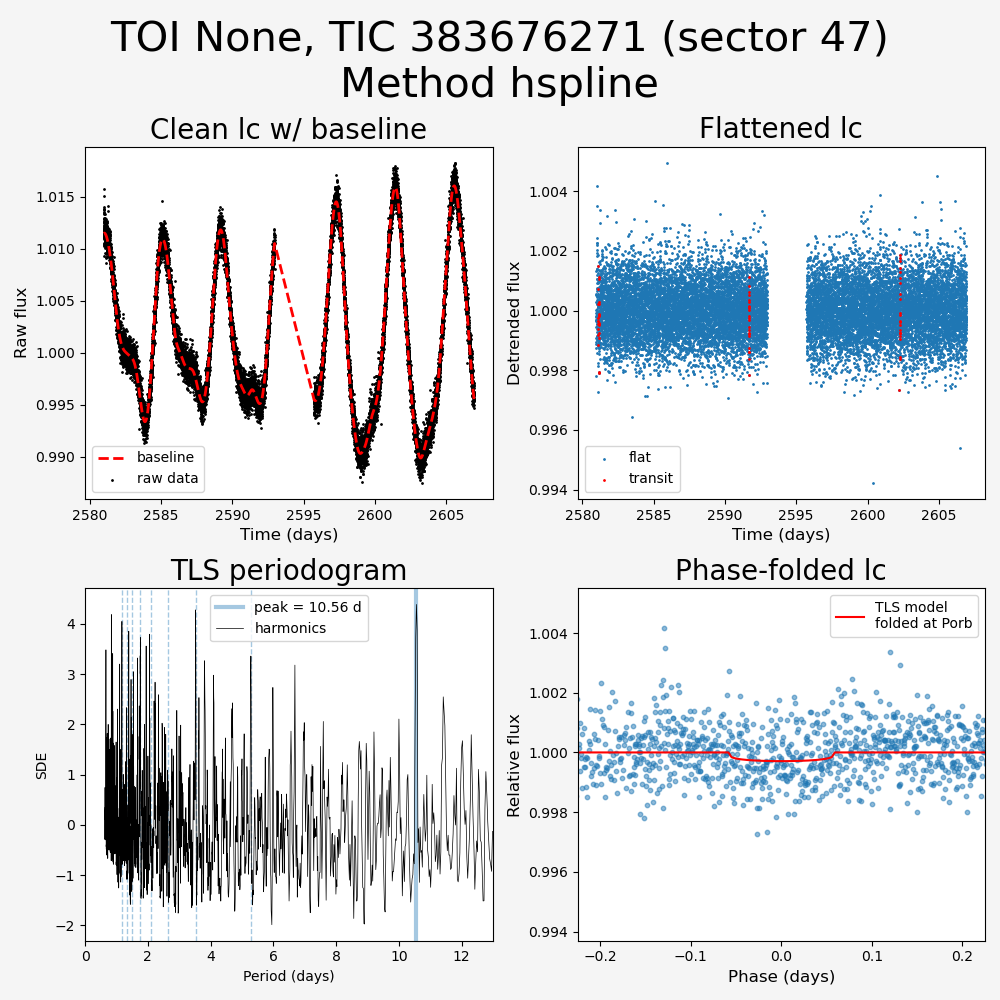 TOI None, TIC 383676271 (sector 47)
Method hspline
Clean lc w/ baseline
Raw flux
1.015
1.010
1.005
1.000
0.995
0.990
baseline
raw data
2580 2585 2590 2595 2600 2605
Time (days)
Flattened lc
Detrended flux
1.004
1.002
1.000
0.998
0.996
0.994
flat
transit
2580 2585 2590 2595 2600 2605
Time (days)
TLS periodogram
SDE
4
3
2
1
0
−1
−2
peak = 10.56 d
harmonics
0 2 4 6 8 10 12
Period (days)
Phase-folded lc
Relative flux
1.004
1.002
1.000
0.998
0.996
0.994
TLS model
folded at Porb
−0.2 −0.1 0.0 0.1 0.2
Phase (days)